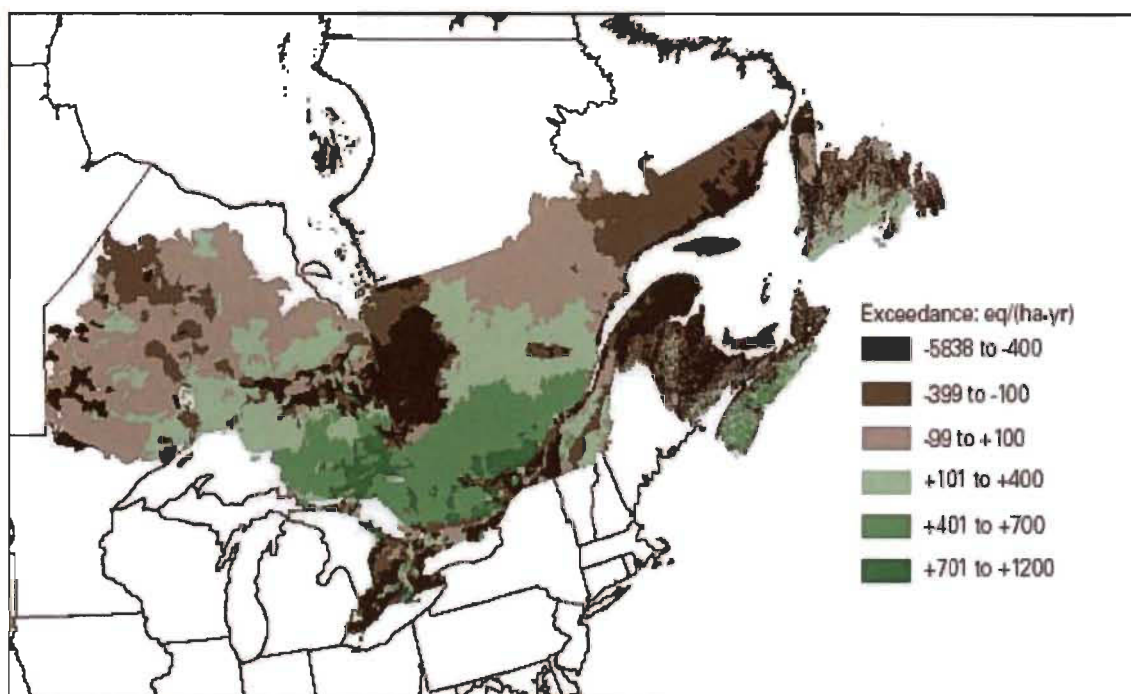 Exceedance: eq/(ha•yr)
-5838 to -400
-399 to -100
-99 to +100
+101 to +400
+401 to +700
+701 to +1200